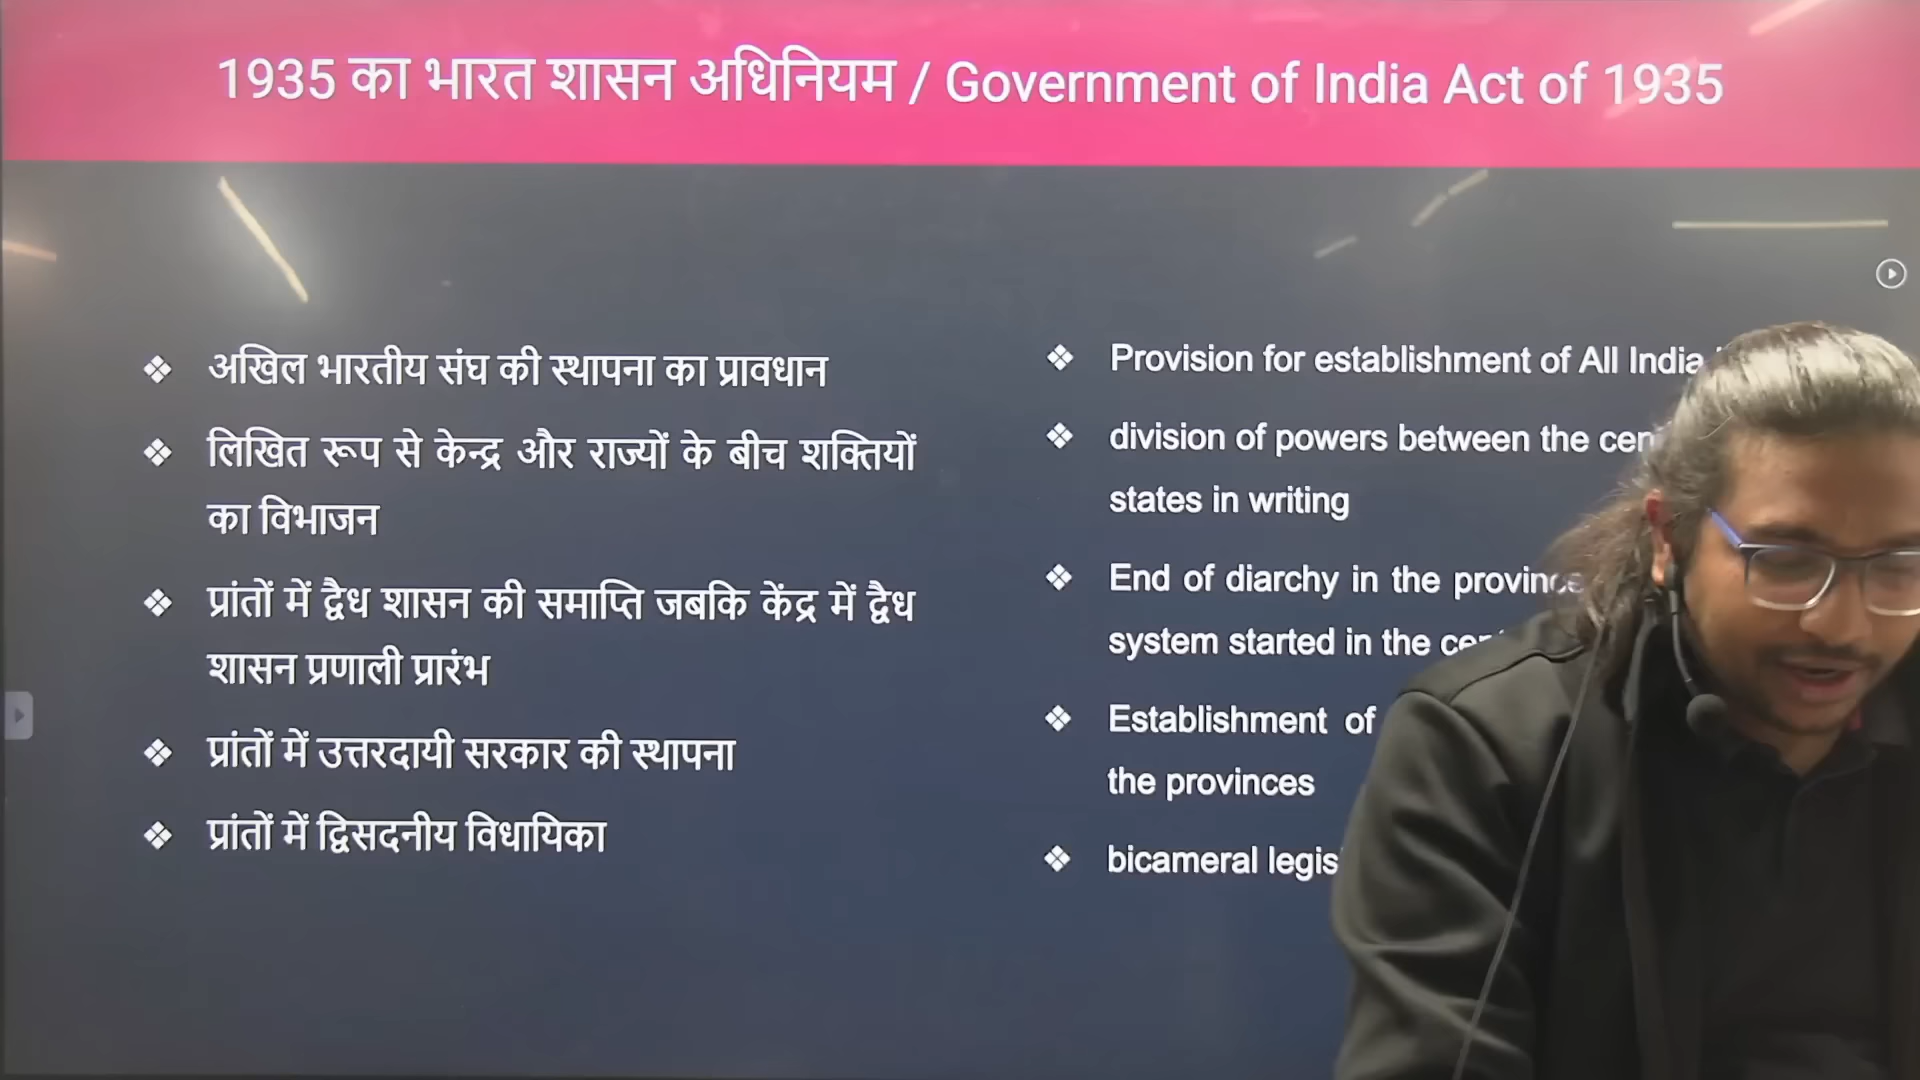 1935 का भारत शासन अधिनियम / Government of India Act of 1935
❖ अखिल भारतीय संघ की स्थापना का प्रावधान
❖ लिखित रूप से केन्द्र और राज्यों के बीच शक्तियों
का विभाजन
❖ प्रांतों में द्वैध शासन की समाप्ति जबकि केंद्र में द्वैध
शासन प्रणाली प्रारंभ
❖ प्रांतों में उत्तरदायी सरकार की स्थापना
❖ प्रांतों में द्विसदनीय विधायिका
❖ Provision for establishment of All India
❖ division of powers between the
states in writing
❖ End of diarchy in the
system started in the
❖ Establishment of
the provinces
❖ bicameral